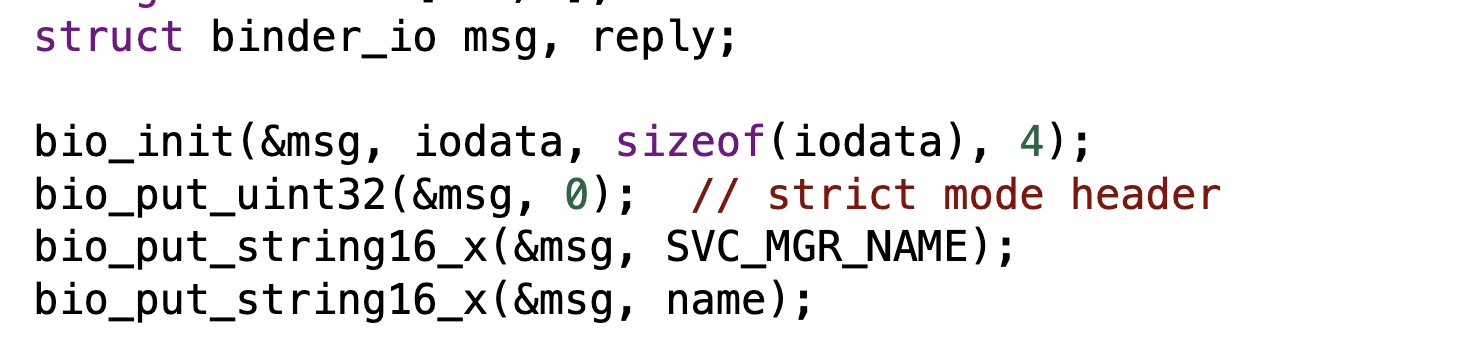 struct binder_io msg, reply;
bio_init(&msg, iodata, sizeof(iodata), 4);
bio_put_uint32(&msg, 0);  // strict mode header
bio_put_string16_x(&msg, SVC_MGR_NAME);
bio_put_string16_x(&msg, name);